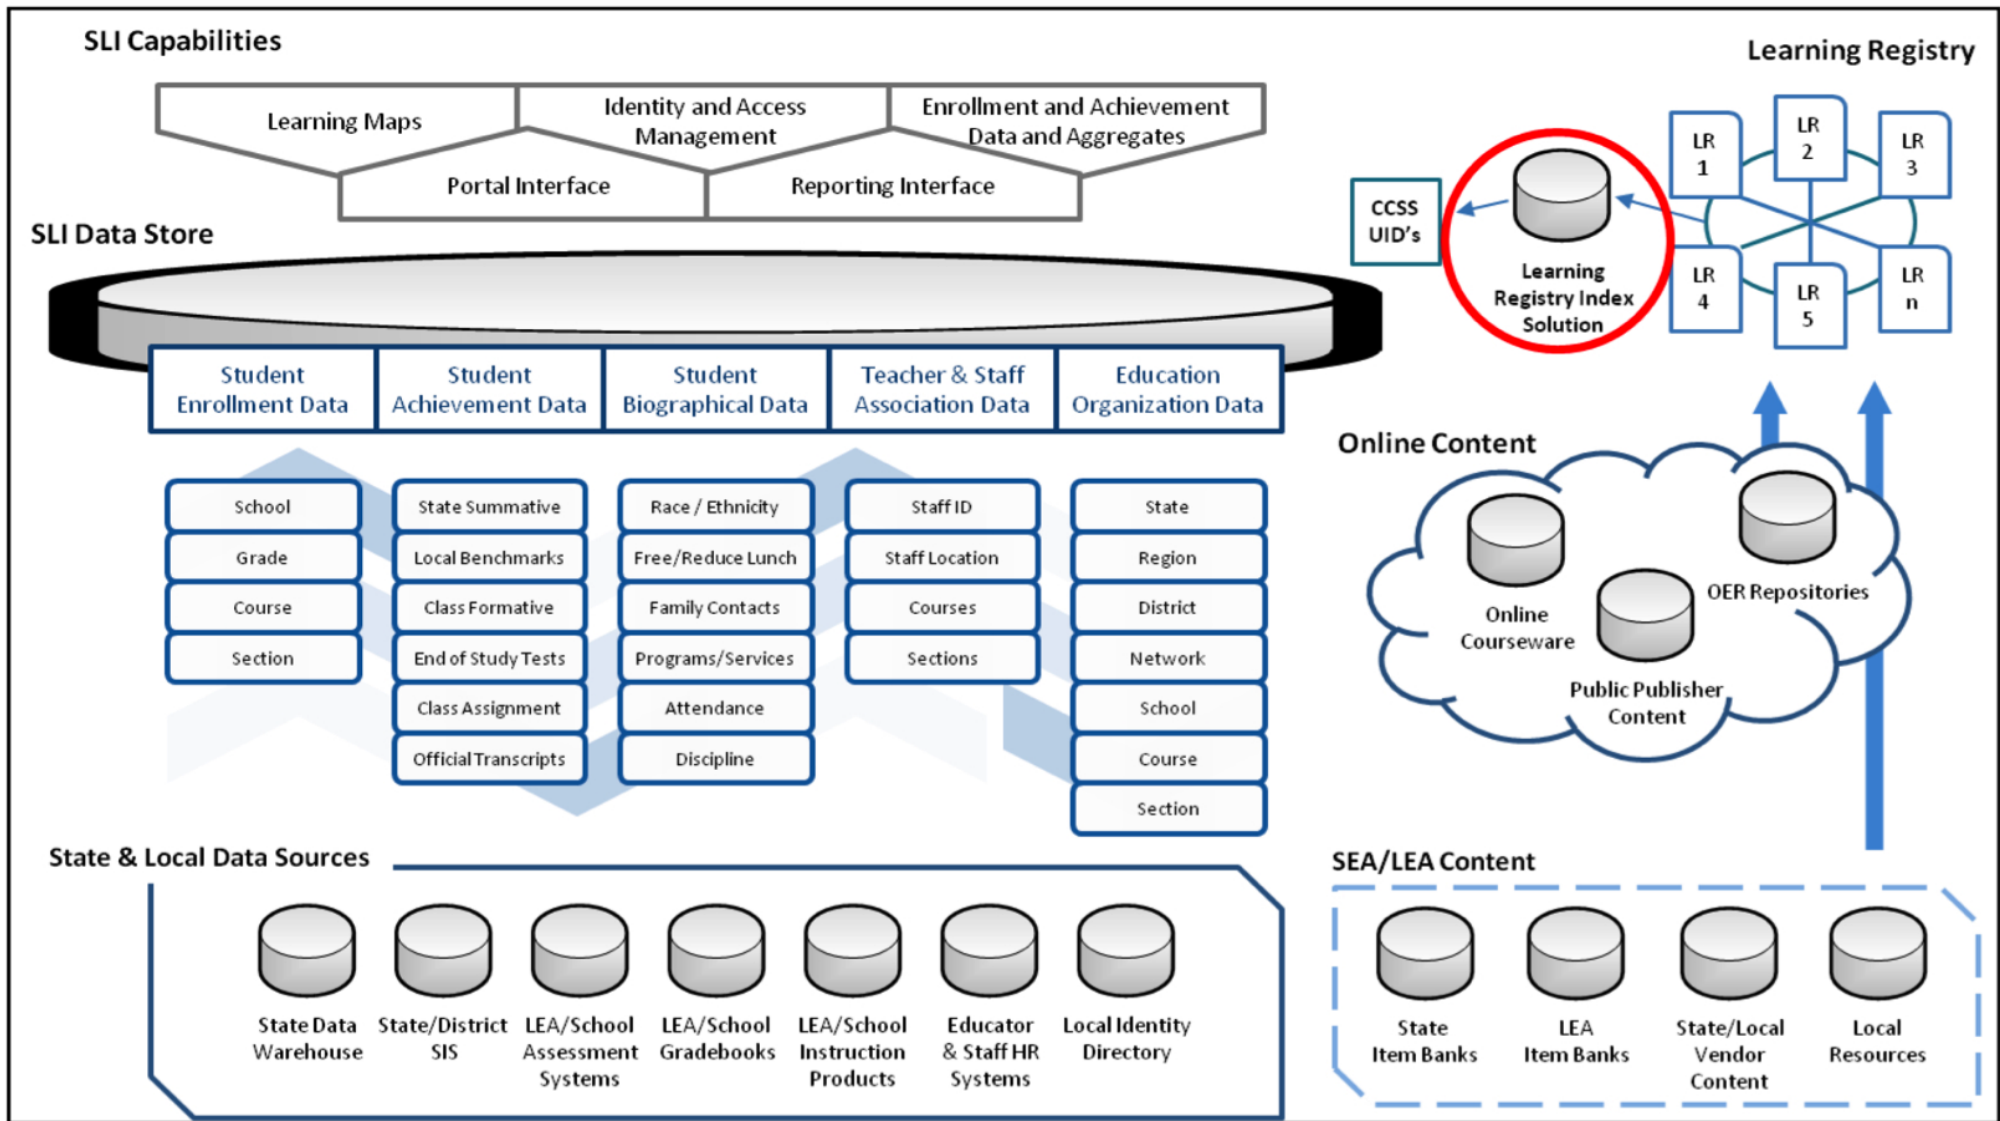 SLI Capabilities
Learning Maps
Identity and Access
Management
Enrollment and Achievement
Data and Aggregates
Portal Interface
Reporting Interface
SLI Data Store
Student
Enrollment Data
Student
Achievement Data
Student
Biographical Data
Teacher & Staff
Association Data
Education
Organization Data
School
Grade
Course
Section
State Summative
Local Benchmarks
Class Formative
End of Study Tests
Class Assignment
Official Transcripts
Race / Ethnicity
Free/Reduce Lunch
Family Contacts
Programs/Services
Attendance
Discipline
Staff ID
Staff Location
Courses
Sections
State
Region
District
Network
School
Course
Section
State & Local Data Sources
State Data
Warehouse
State/District
SIS
LEA/School
Assessment
Systems
LEA/School
Gradebooks
LEA/School
Instruction
Products
Educator
& Staff HR
Systems
Local Identity
Directory
Learning Registry
CCSS
UID's
Learning
Registry Index
Solution
LR
1
LR
2
LR
3
LR
4
LR
5
LR
n
Online Content
Online
Courseware
Public Publisher
Content
OER Repositories
SEA/LEA Content
State
Item Banks
LEA
Item Banks
State/Local
Vendor
Content
Local
Resources